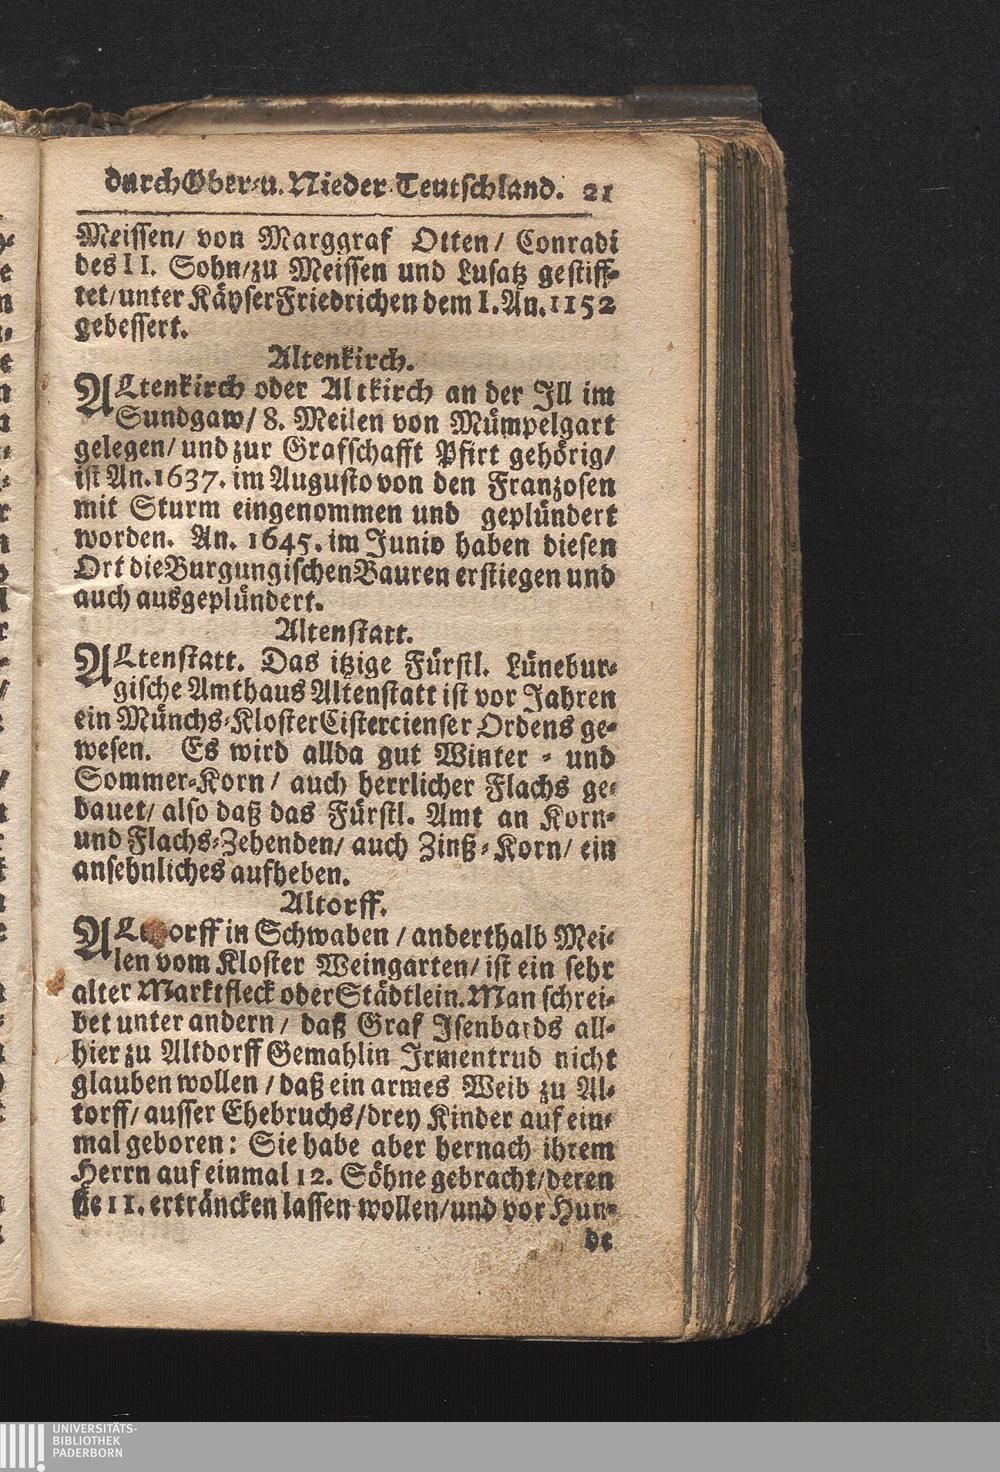 durch Ober-u. Nieder-Teutschland. 21
Meissen/ von Marggraf Otten/ Conradi
des II. Sohn/zu Meissen und Lusatz gestiff-
tet/unter Käyser Friedrichen dem I. An. 1152
gebessert.
Altenkirch.
ALtenkirch oder Altkirch an der Ill im
Sundgaw/ 8. Meilen von Mümpelgart
gelegen/ und zur Grafschafft Pfirt gehörig/
ist An. 1637. im Augusto von den Franzosen
mit Sturm eingenommen und geplündert
worden. An. 1645. im Junio haben diesen
Ort die Burgungischen Bauren erstiegen und
auch ausgeplündert.
Altenstatt.
ALtenstatt. Das itzige Fürstl. Lünebur-
gische Amthaus Altenstatt ist vor Jahren
ein Münchs-Kloster Cistercienser Ordens ge-
wesen. Es wird allda gut Winter - und
Sommer-Korn/ auch herrlicher Flachs ge-
bauet/ also daß das Fürstl. Amt an Korn-
und Flachs-Zehenden/ auch Zinß-Korn/ ein
ansehnliches aufheben.
Altorff.
ALtdorff in Schwaben / anderthalb Mei-
len vom Kloster Weingarten/ ist ein sehr
alter Marktfleck oder Städtlein. Man schrei-
bet unter andern / daß Graf Isenbards all-
hier zu Altdorff Gemahlin Irmentrud nicht
glauben wollen / daß ein armes Weib zu Al-
torff/ ausser Ehebruchs/drey Kinder auf ein-
mal geboren: Sie habe aber hernach ihrem
Herrn auf einmal 12. Söhne gebracht/deren
sie 11. erträncken lassen wollen/und vor Hun-
de
UNIVERSITÄTS-
BIBLIOTHEK
PADERBORN